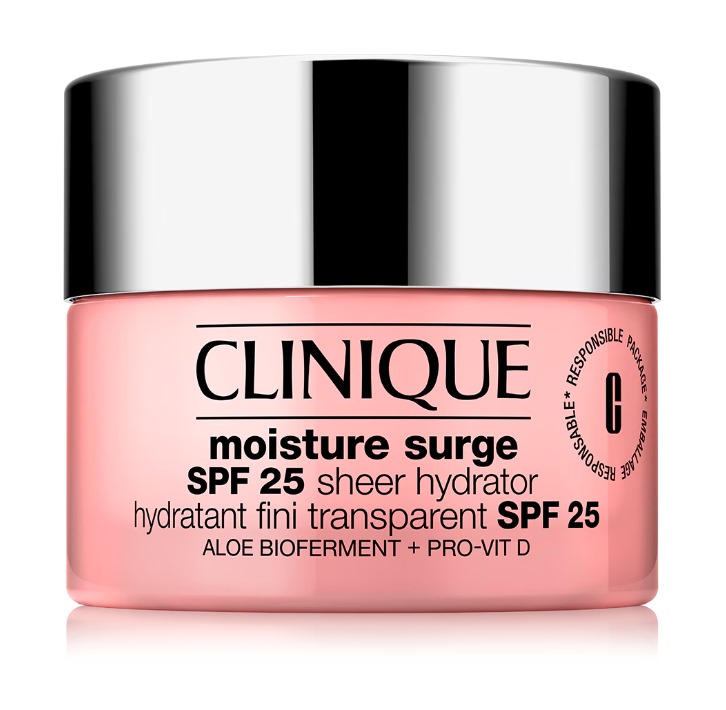 CLINIQUE
moisture surge
SPF 25 sheer hydrator
hydratant fini transparent SPF 25
ALOE BIOFERMENT + PRO-VIT D
RESPONSIBLE PACKAGE* EMBALLAGE RESPONSABLE*
C